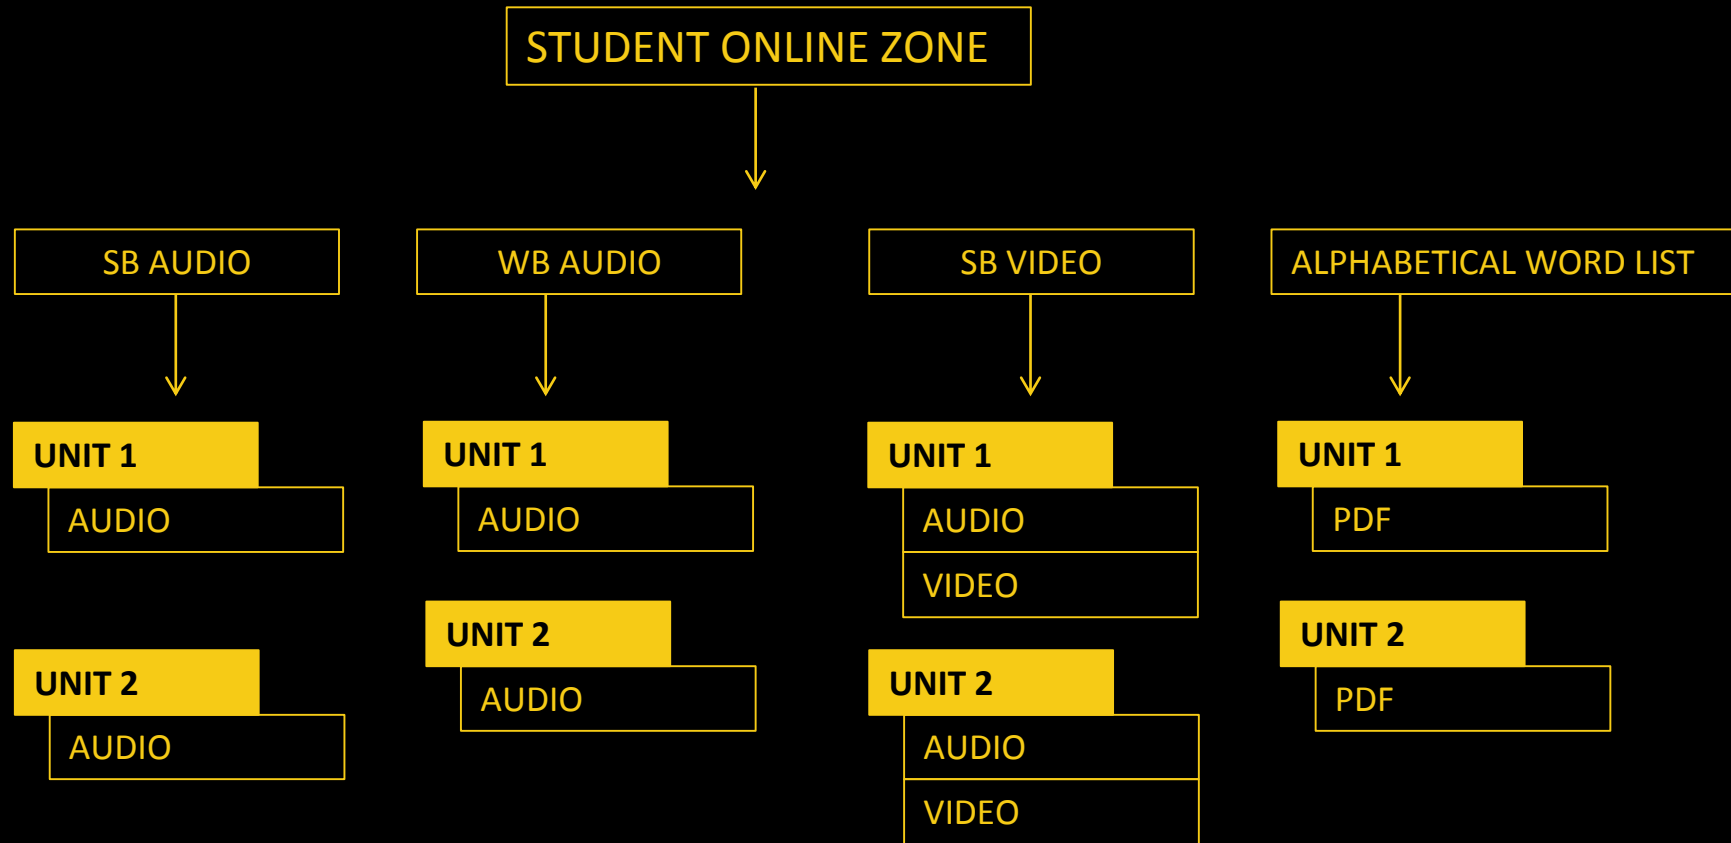 STUDENT ONLINE ZONE
SB AUDIO
WB AUDIO
SB VIDEO
ALPHABETICAL WORD LIST
UNIT 1
AUDIO
UNIT 2
AUDIO
UNIT 1
AUDIO
UNIT 2
AUDIO
UNIT 1
AUDIO
VIDEO
UNIT 2
AUDIO
VIDEO
UNIT 1
PDF
UNIT 2
PDF